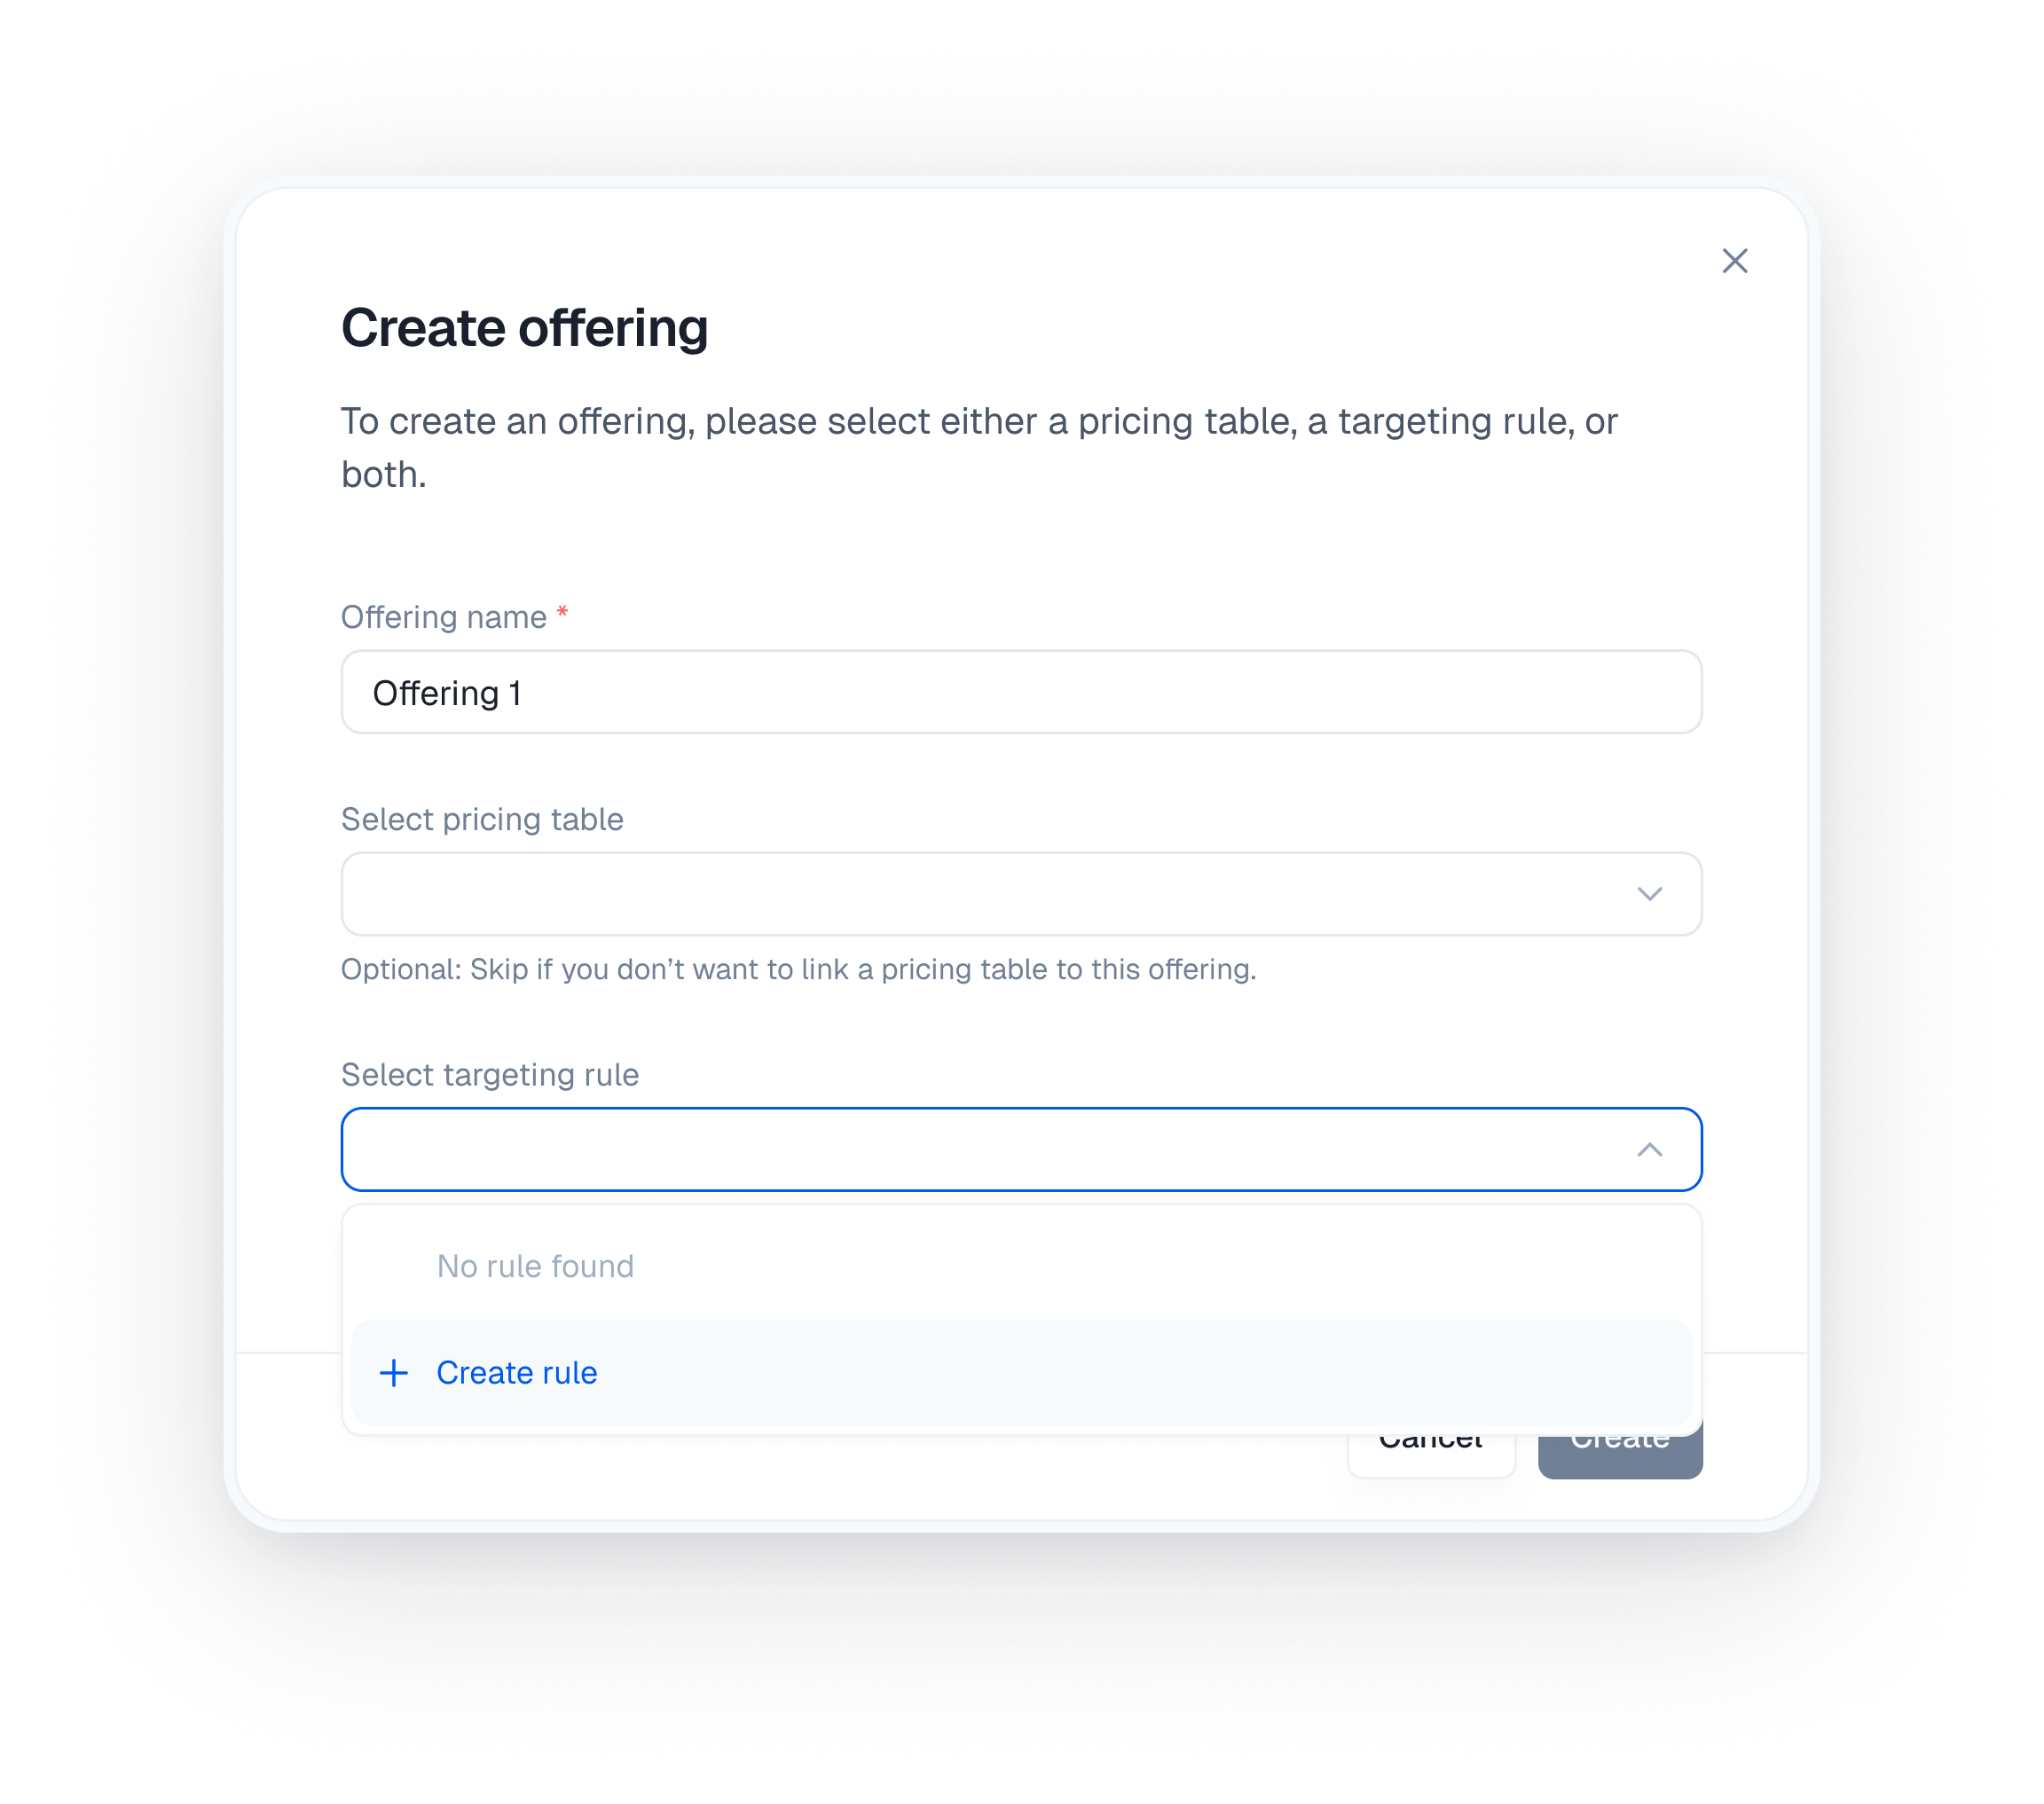 Create offering
To create an offering, please select either a pricing table, a targeting rule, or
both.
Offering name *
Offering 1
Select pricing table
Optional: Skip if you don’t want to link a pricing table to this offering.
Select targeting rule
No rule found
Create rule
Cancel
Create